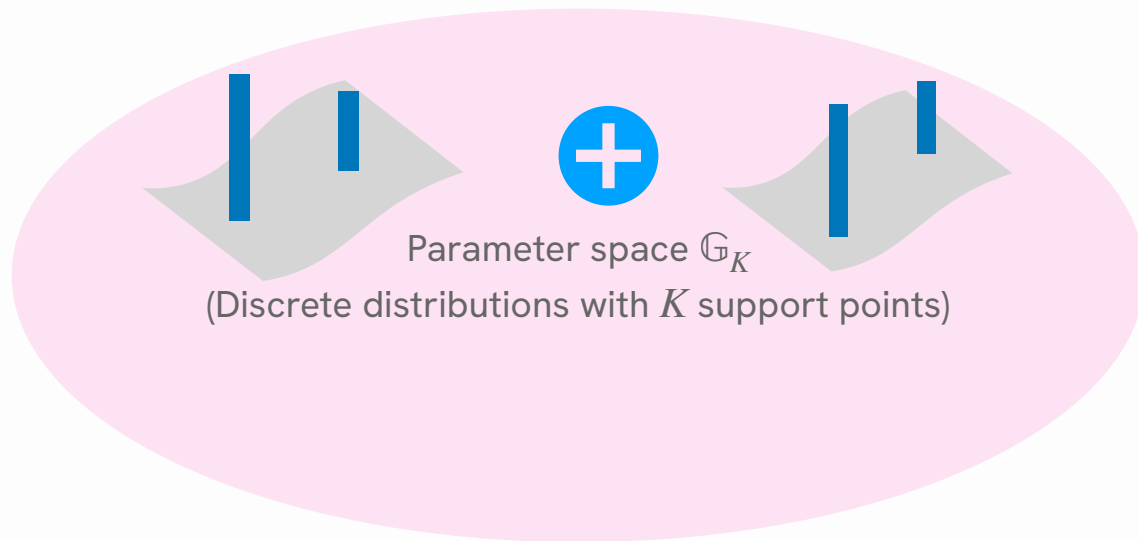 Parameter space 𝔾_K
(Discrete distributions with K support points)